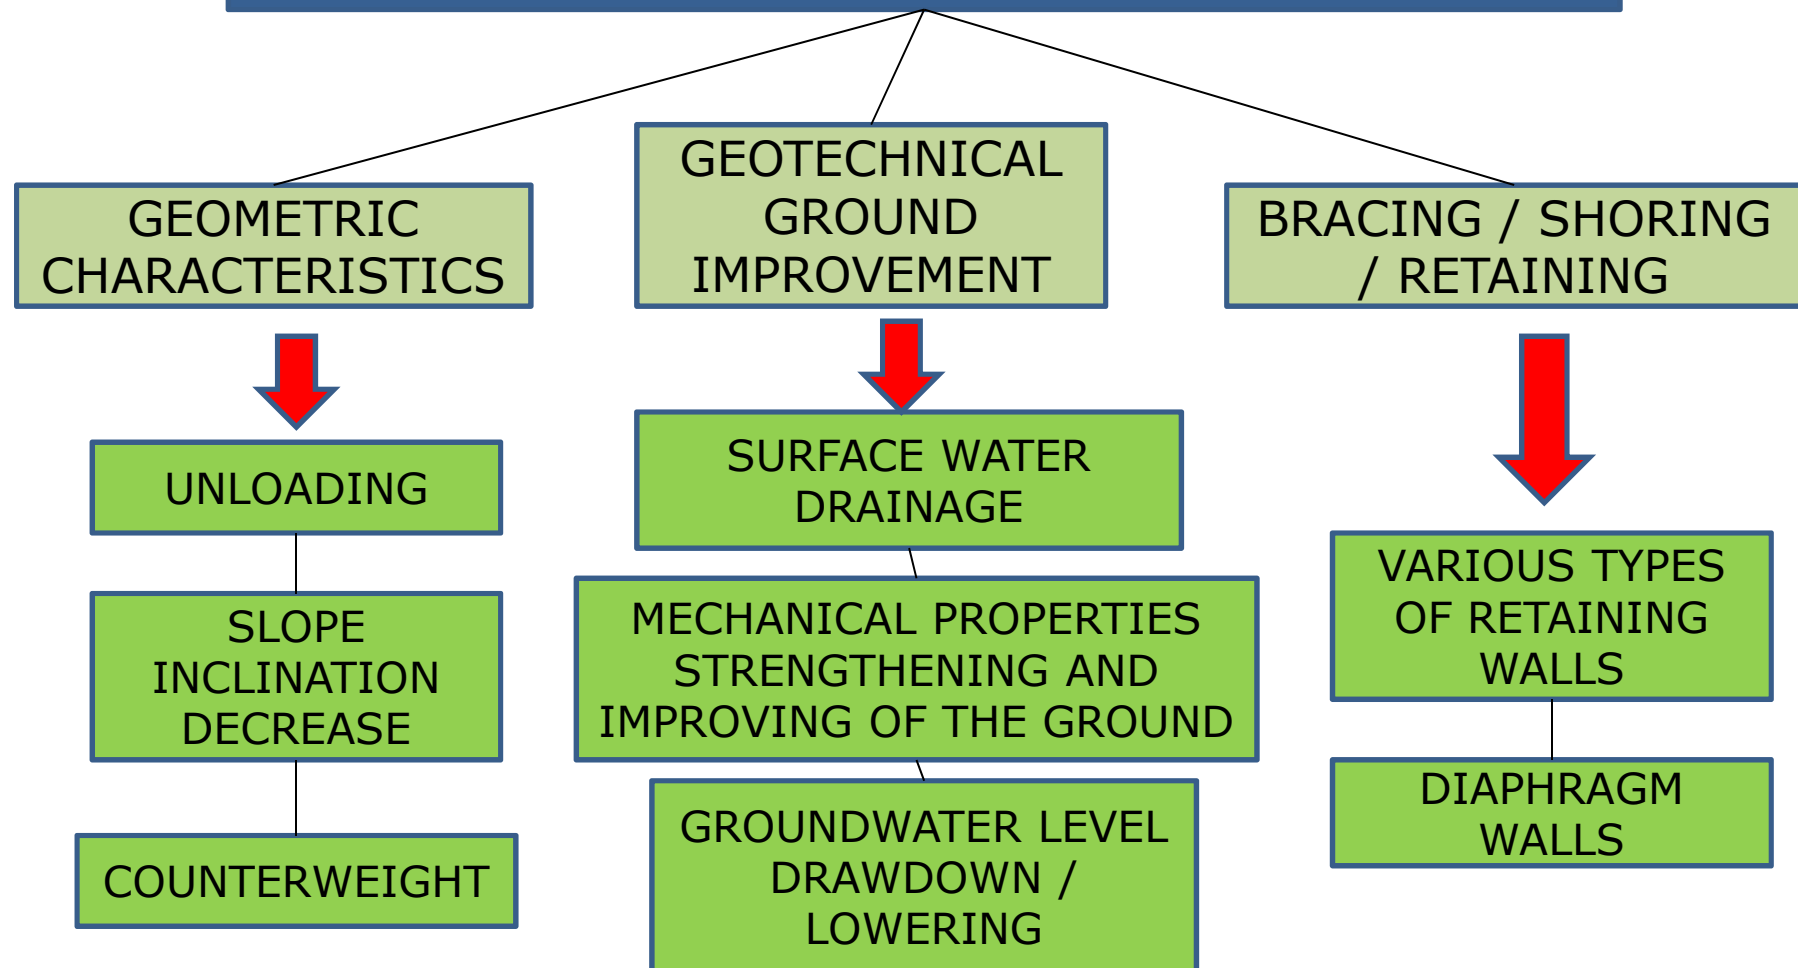 GEOMETRIC
CHARACTERISTICS
GEOTECHNICAL
GROUND
IMPROVEMENT
BRACING / SHORING
/ RETAINING
UNLOADING
SLOPE
INCLINATION
DECREASE
COUNTERWEIGHT
SURFACE WATER
DRAINAGE
MECHANICAL PROPERTIES
STRENGTHENING AND
IMPROVING OF THE GROUND
GROUNDWATER LEVEL
DRAWDOWN /
LOWERING
VARIOUS TYPES
OF RETAINING
WALLS
DIAPHRAGM
WALLS